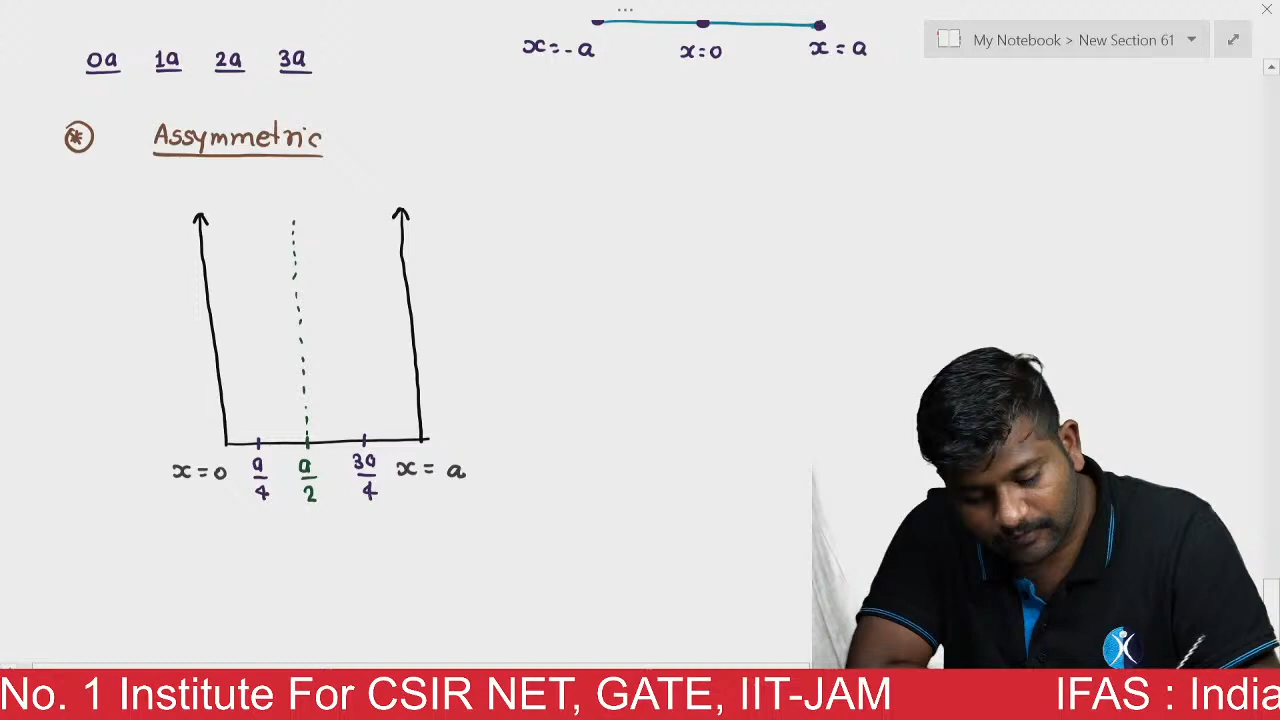 x=-a x=0 x=a
My Notebook > New Section 61
0a 1a 2a 3a
* Assymmetric
x=0 a/4 a/2 3a/4 x= a
No. 1 Institute For CSIR NET, GATE, IIT-JAM IFAS : India